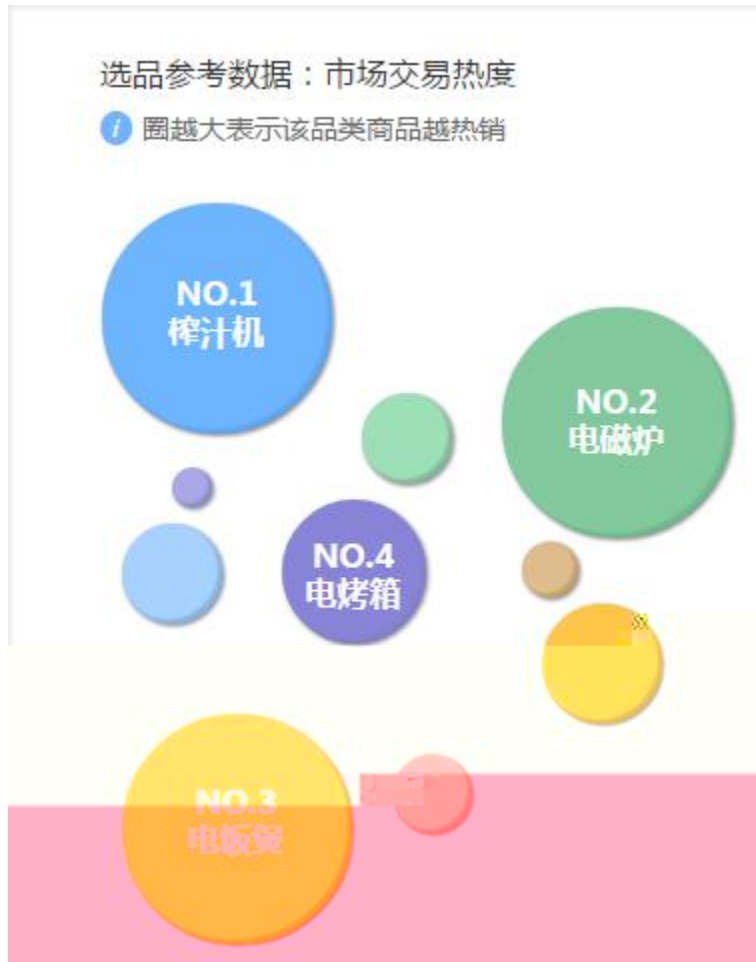 选品参考数据：市场交易热度
i 圈越大表示该品类商品越热销
NO.1
榨汁机
NO.2
电磁炉
NO.4
电烤箱
NO.3
电饭煲